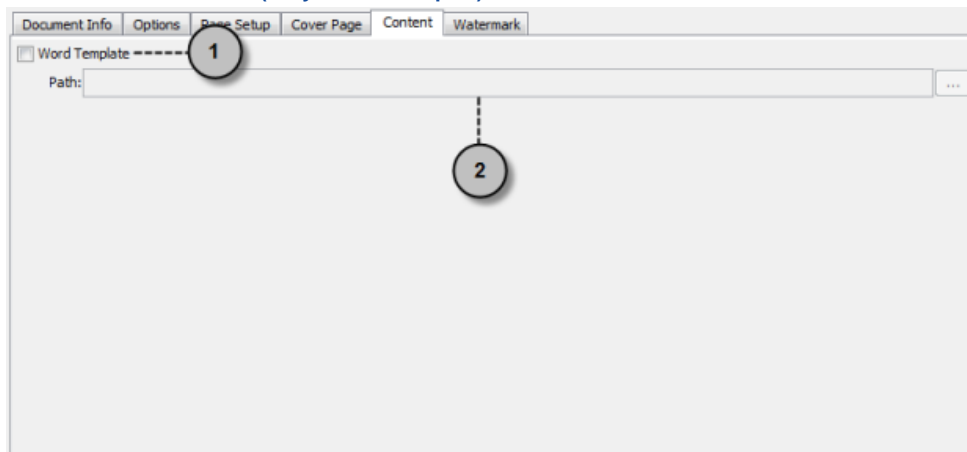 Document Info Options Page Setup Cover Page Content Watermark
Word Template 1
Path: ...
2